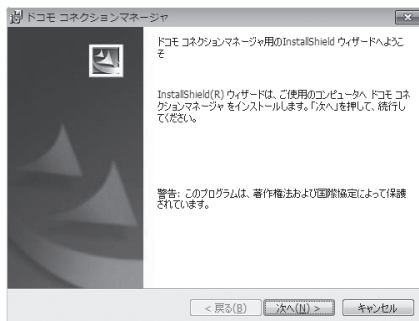 ドコモ コネクションマネージャ
ドコモ コネクションマネージャ用のInstallShield ウィザードへようこ
そ
InstallShield(R) ウィザードは、ご使用のコンピュータへ ドコモ コネ
クションマネージャ をインストールします。「次へ」を押して、続行し
てください。
警告: このプログラムは、著作権法および国際協定によって保護
されています。
< 戻る(B)
次へ(N) >
キャンセル